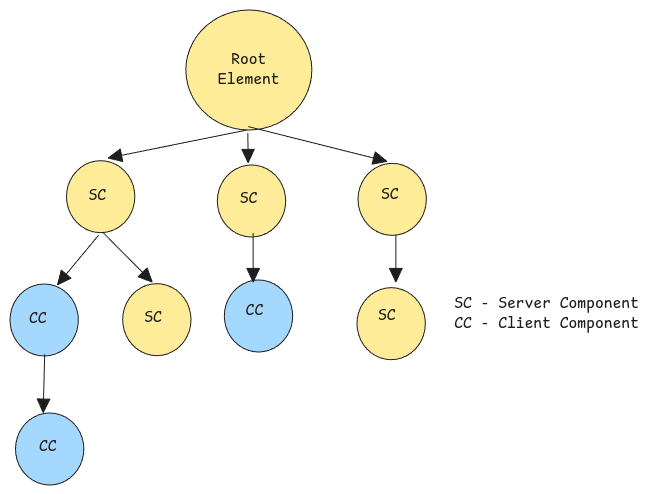 Root
Element
SC
SC
SC
CC
SC
CC
SC
SC - Server Component
CC - Client Component
CC